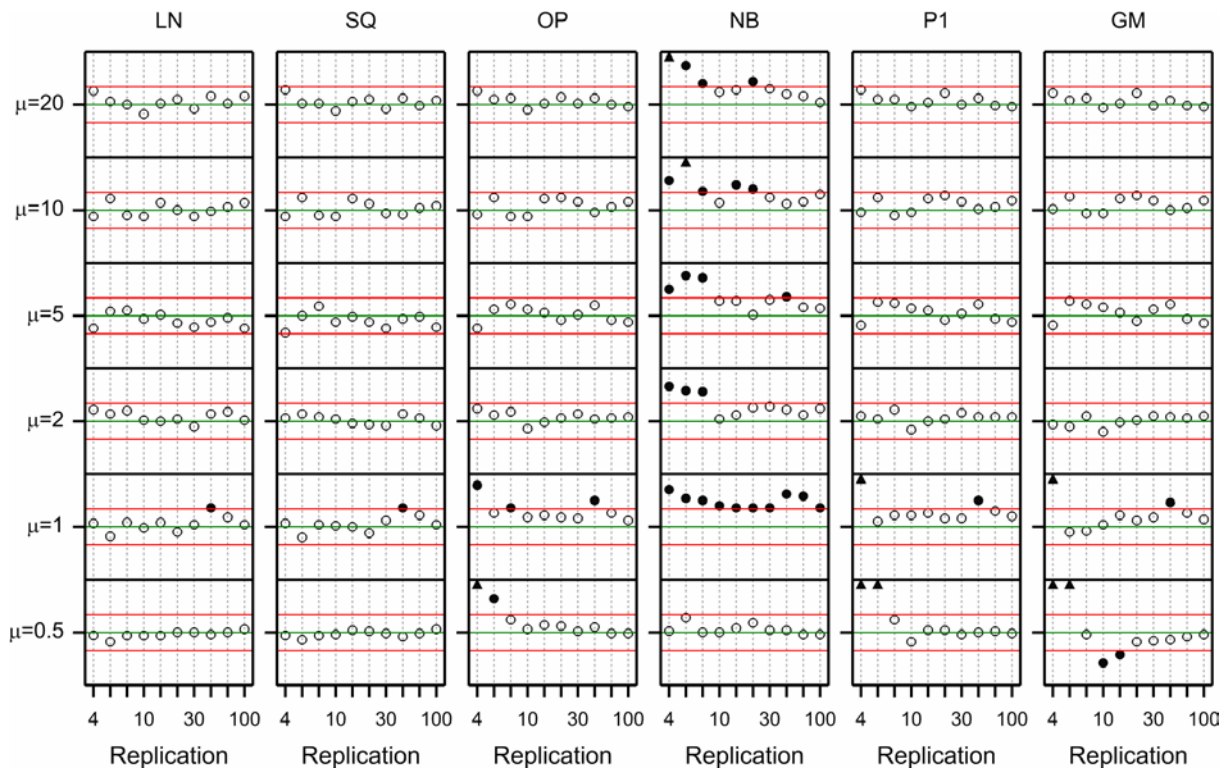 LN SQ OP NB P1 GM
μ=20
μ=10
μ=5
μ=2
μ=1
μ=0.5
4 10 30 100 4 10 30 100 4 10 30 100 4 10 30 100 4 10 30 100 4 10 30 100
Replication Replication Replication Replication Replication Replication